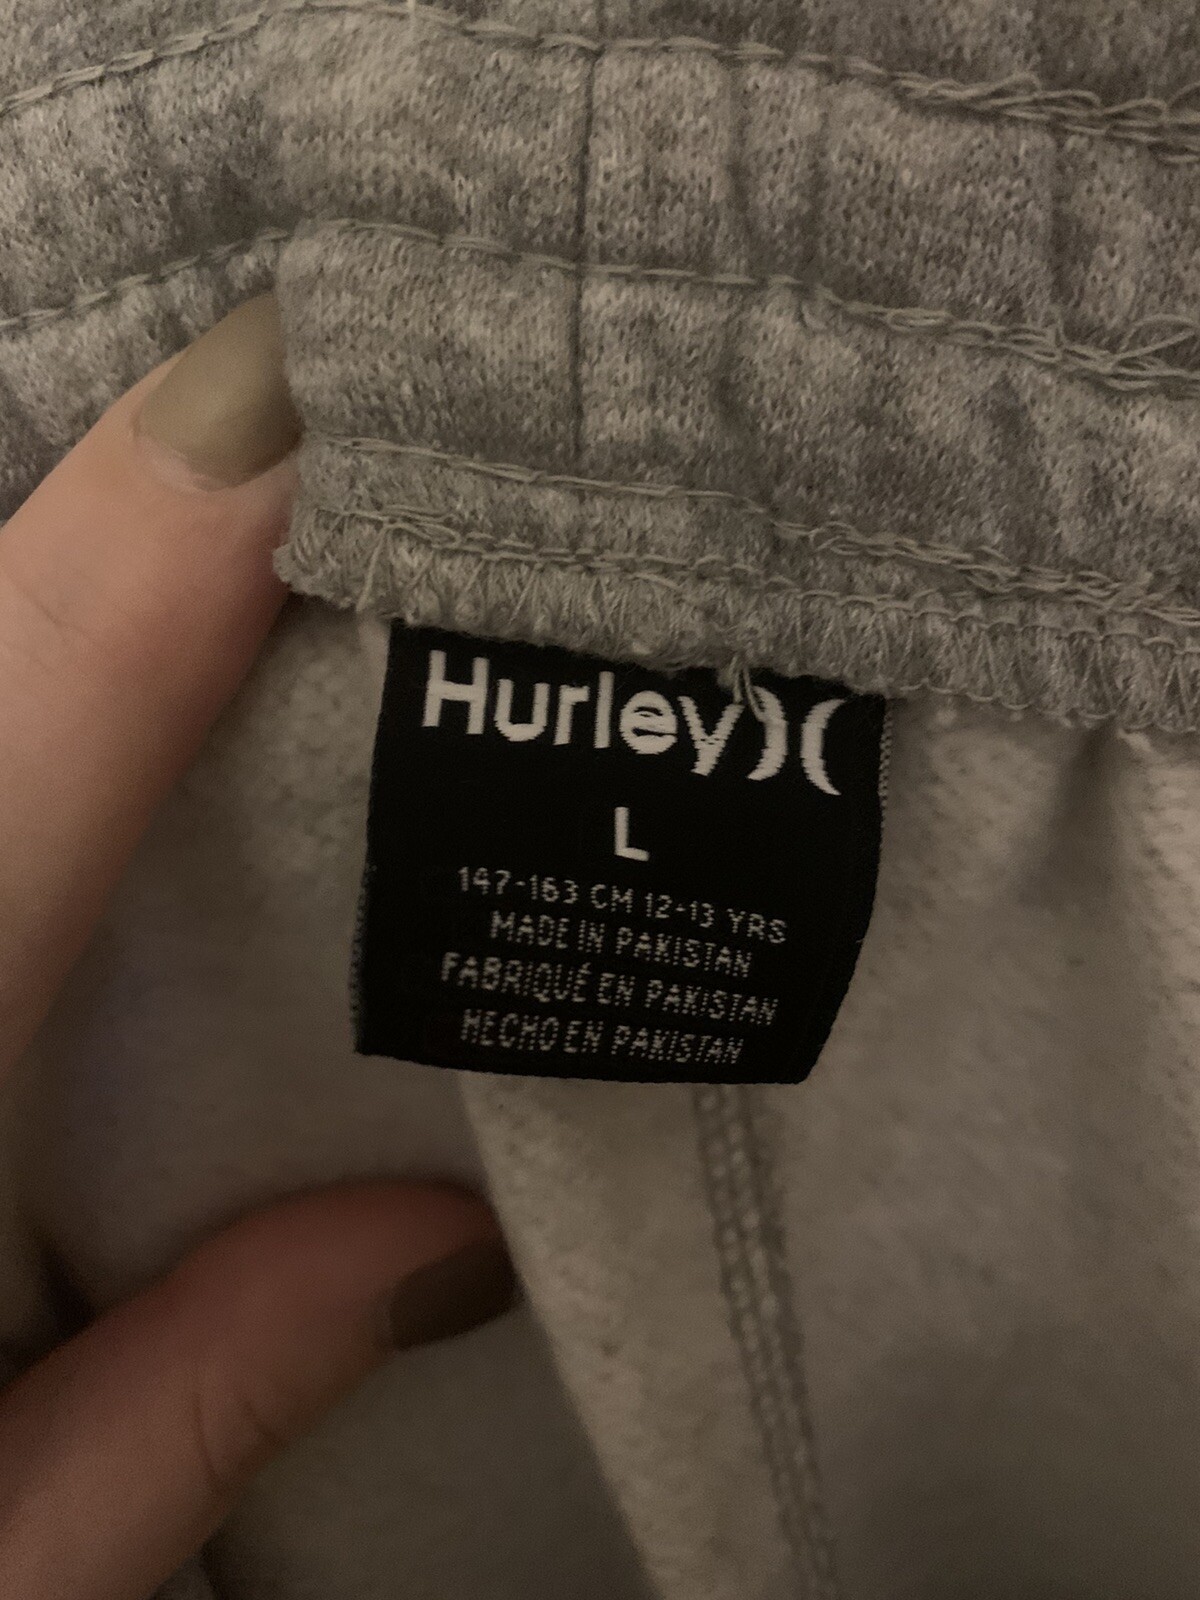 Hurley)(
L
147-163 CM 12-13 YRS
MADE IN PAKISTAN
FABRIQUÉ EN PAKISTAN
HECHO EN PAKISTAN